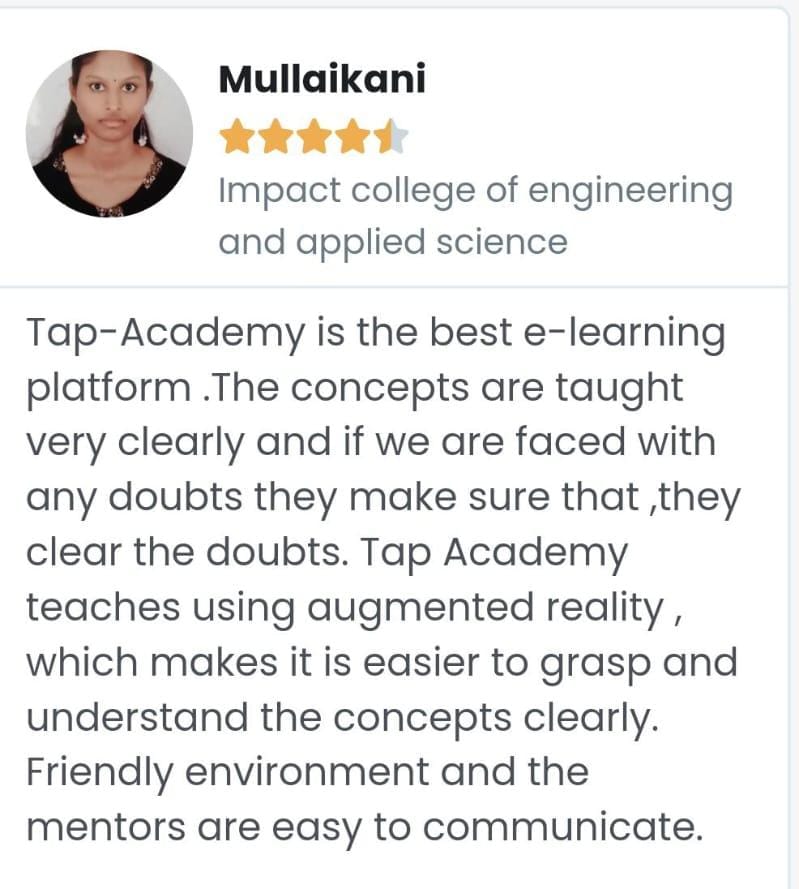 Mullaikani
Impact college of engineering
and applied science
Tap-Academy is the best e-learning
platform .The concepts are taught
very clearly and if we are faced with
any doubts they make sure that ,they
clear the doubts. Tap Academy
teaches using augmented reality ,
which makes it is easier to grasp and
understand the concepts clearly.
Friendly environment and the
mentors are easy to communicate.